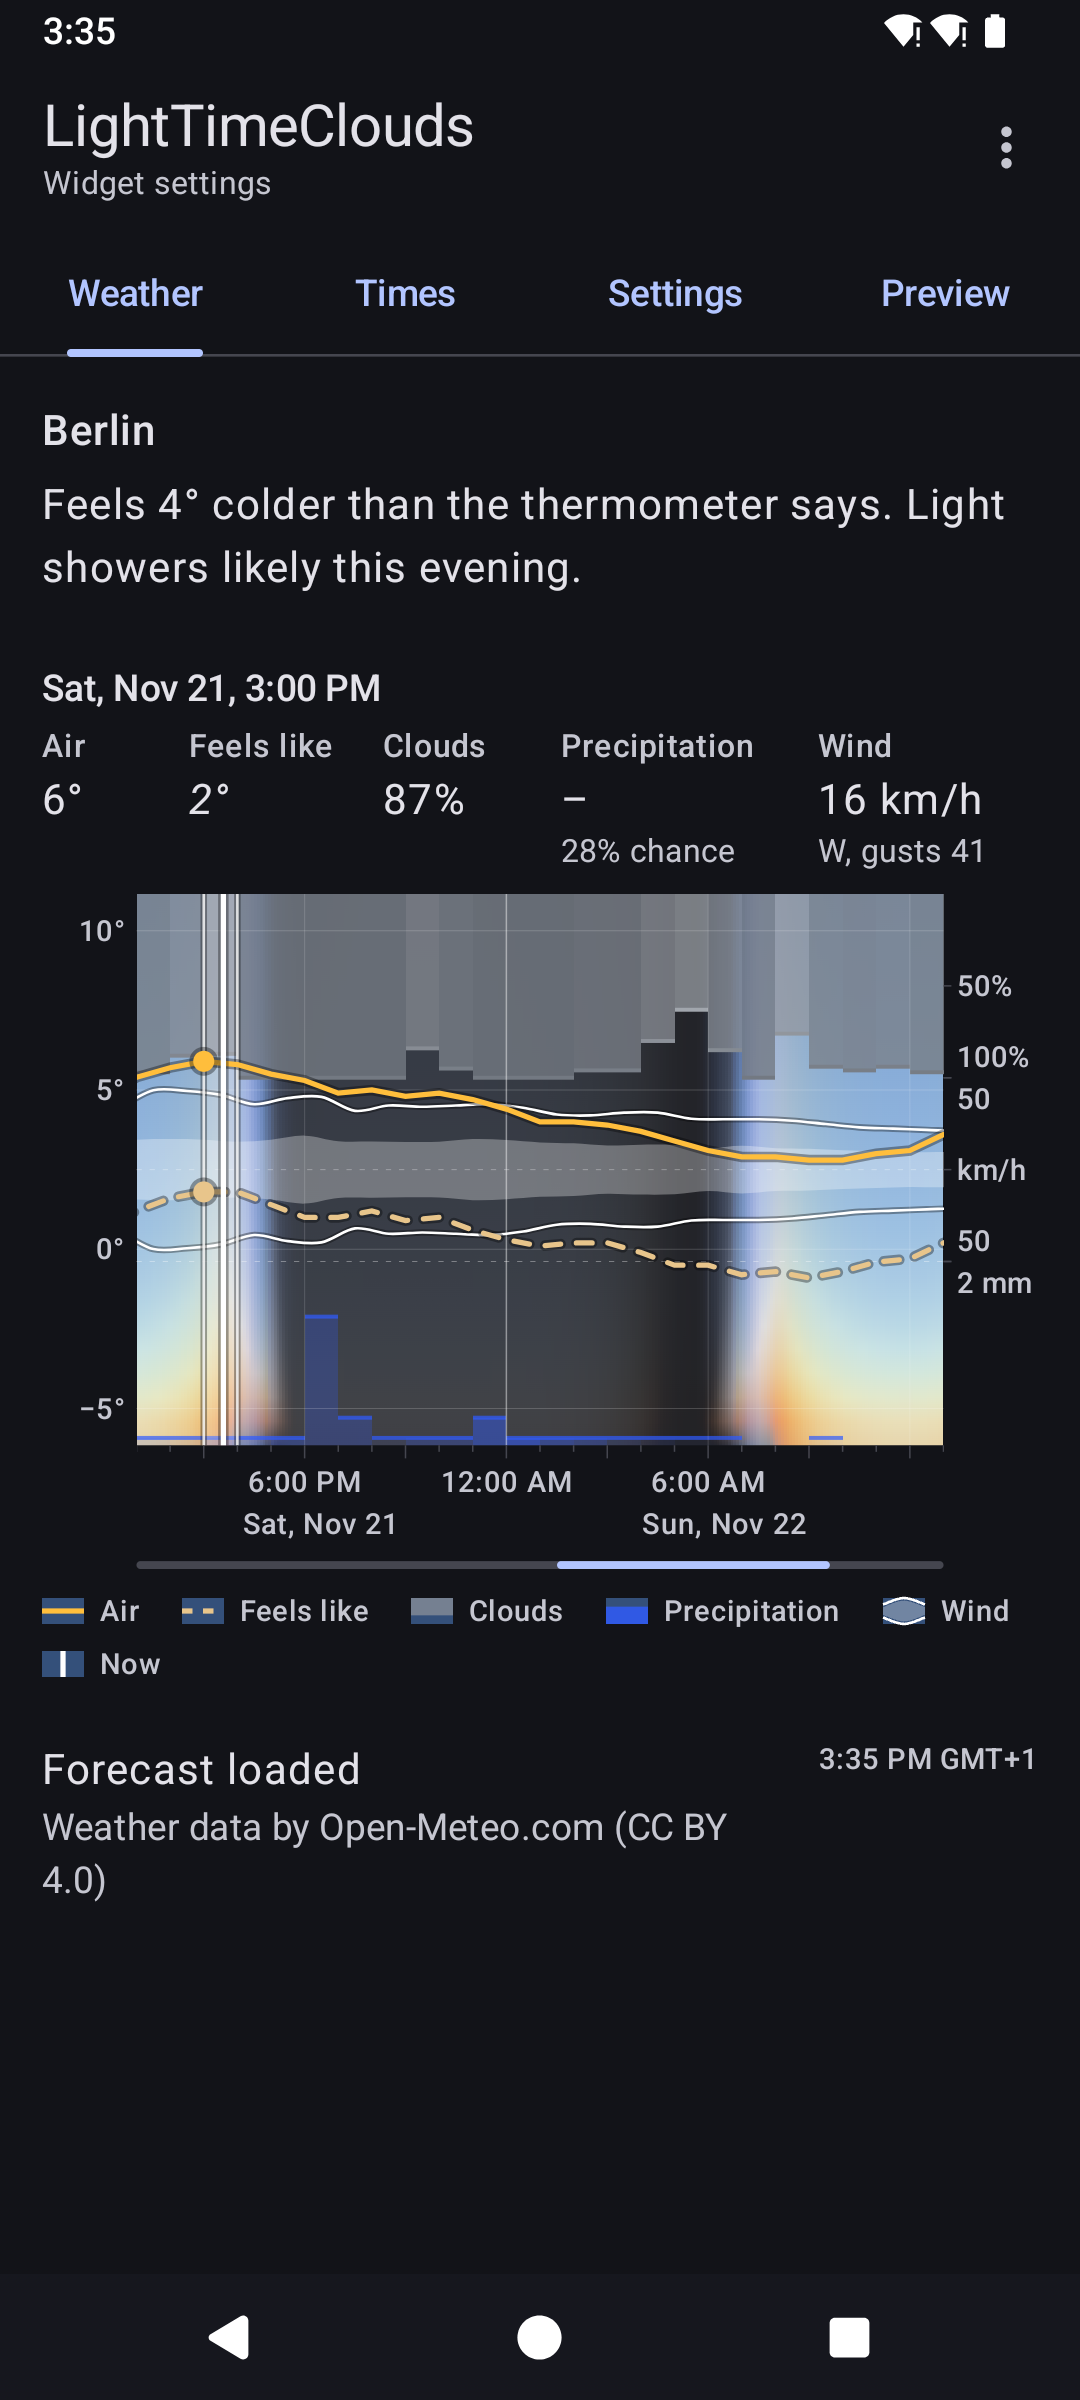 3:35
LightTimeClouds
Widget settings
Weather Times Settings Preview
Berlin
Feels 4° colder than the thermometer says. Light
showers likely this evening.
Sat, Nov 21, 3:00 PM
Air Feels like Clouds Precipitation Wind
6° 2° 87% – 16 km/h
28% chance W, gusts 41
10°
50%
100%
5°
50
km/h
0°
50
2 mm
−5°
6:00 PM 12:00 AM 6:00 AM
Sat, Nov 21 Sun, Nov 22
Air Feels like Clouds Precipitation Wind
Now
Forecast loaded 3:35 PM GMT+1
Weather data by Open-Meteo.com (CC BY
4.0)